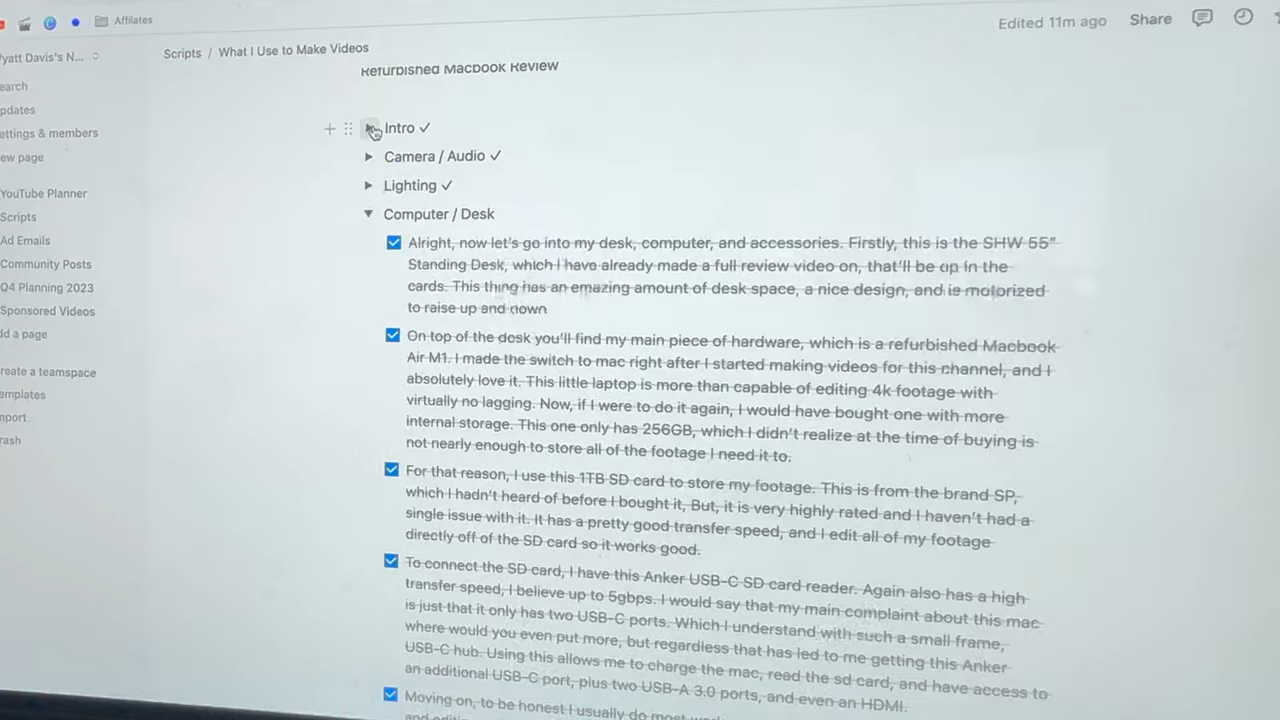 Affilates
Edited 11m ago
Share
yatt Davis's N...
Scripts / What I Use to Make Videos
Refurbished Macbook Review
earch
pdates
ettings & members
ew page
YouTube Planner
Scripts
Ad Emails
Community Posts
Q4 Planning 2023
Sponsored Videos
dd a page
reate a teamspace
emplates
mport
rash
Intro ✓
Camera / Audio ✓
Lighting ✓
Computer / Desk
Alright, now let's go into my desk, computer, and accessories. Firstly, this is the SHW 55"
Standing Desk, which I have already made a full review video on, that'll be up in the
cards. This thing has an amazing amount of desk space, a nice design, and is motorized
to raise up and down
On top of the desk you'll find my main piece of hardware, which is a refurbished Macbook
Air M1. I made the switch to mac right after I started making videos for this channel, and I
absolutely love it. This little laptop is more than capable of editing 4k footage with
virtually no lagging. Now, if I were to do it again, I would have bought one with more
internal storage. This one only has 256GB, which I didn't realize at the time of buying is
not nearly enough to store all of the footage I need it to.
For that reason, I use this 1TB SD card to store my footage. This is from the brand SP,
which I hadn't heard of before I bought it, But, it is very highly rated and I haven't had a
single issue with it. It has a pretty good transfer speed, and I edit all of my footage
directly off of the SD card so it works good.
To connect the SD card, I have this Anker USB-C SD card reader. Again also has a high
transfer speed, I believe up to 5gbps. I would say that my main complaint about this mac
is just that it only has two USB-C ports. Which I understand with such a small frame,
where would you even put more, but regardless that has led to me getting this Anker
USB-C hub. Using this allows me to charge the mac, read the sd card, and have access to
an additional USB-C port, plus two USB-A 3.0 ports, and even an HDMI.
Moving on, to be honest I usually do most